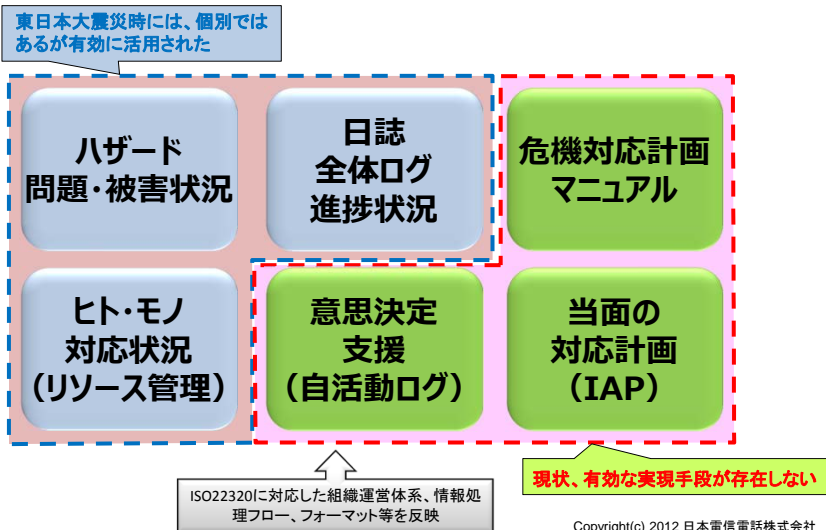 東日本大震災時には、個別では
あるが有効に活用された
ハザード
問題・被害状況
日誌
全体ログ
進捗状況
危機対応計画
マニュアル
ヒト・モノ
対応状況
（リソース管理）
意思決定
支援
（自活動ログ）
当面の
対応計画
（IAP）
ISO22320に対応した組織運営体系、情報処
理フロー、フォーマット等を反映
現状、有効な実現手段が存在しない
Copyright(c) 2012 日本電信電話株式会社